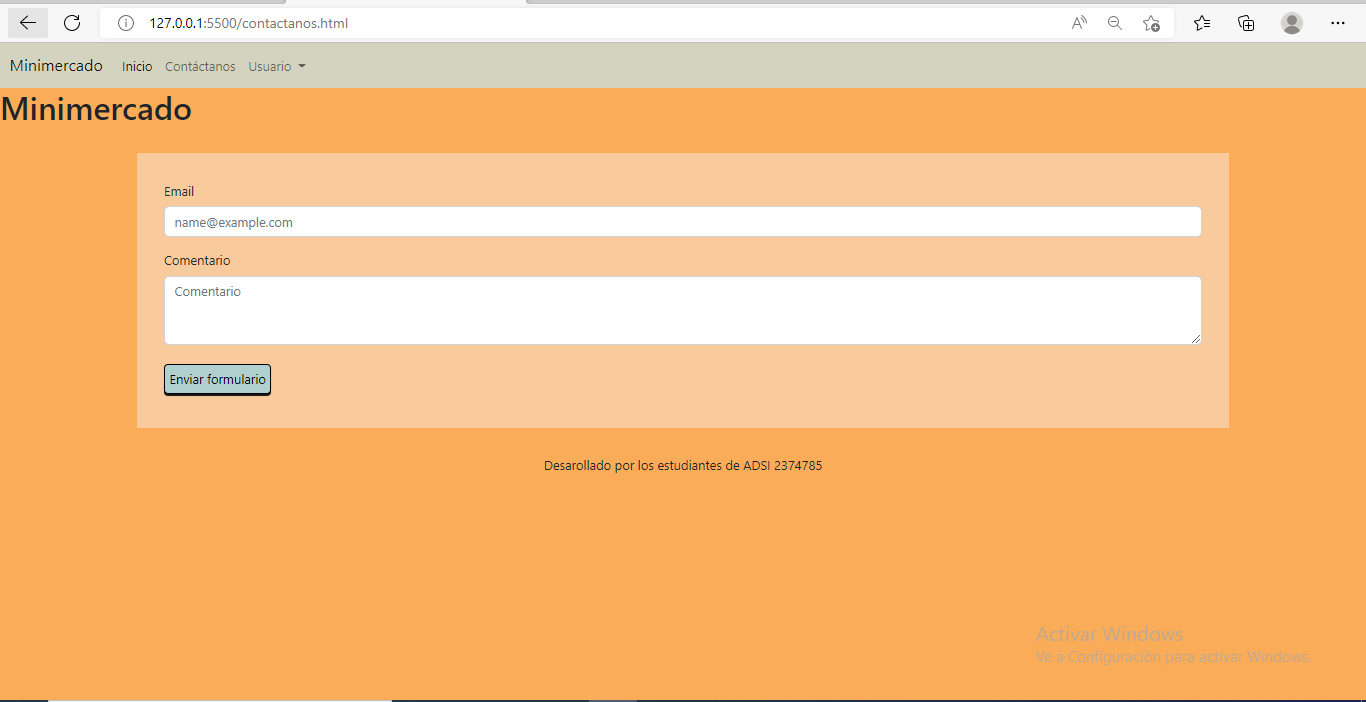 127.0.0.1:5500/contactanos.html
Minimercado Inicio Contáctanos Usuario
Minimercado
Email
name@example.com
Comentario
Comentario
Enviar formulario
Desarollado por los estudiantes de ADSI 2374785
Activar Windows
Ve a Configuración para activar Windows.